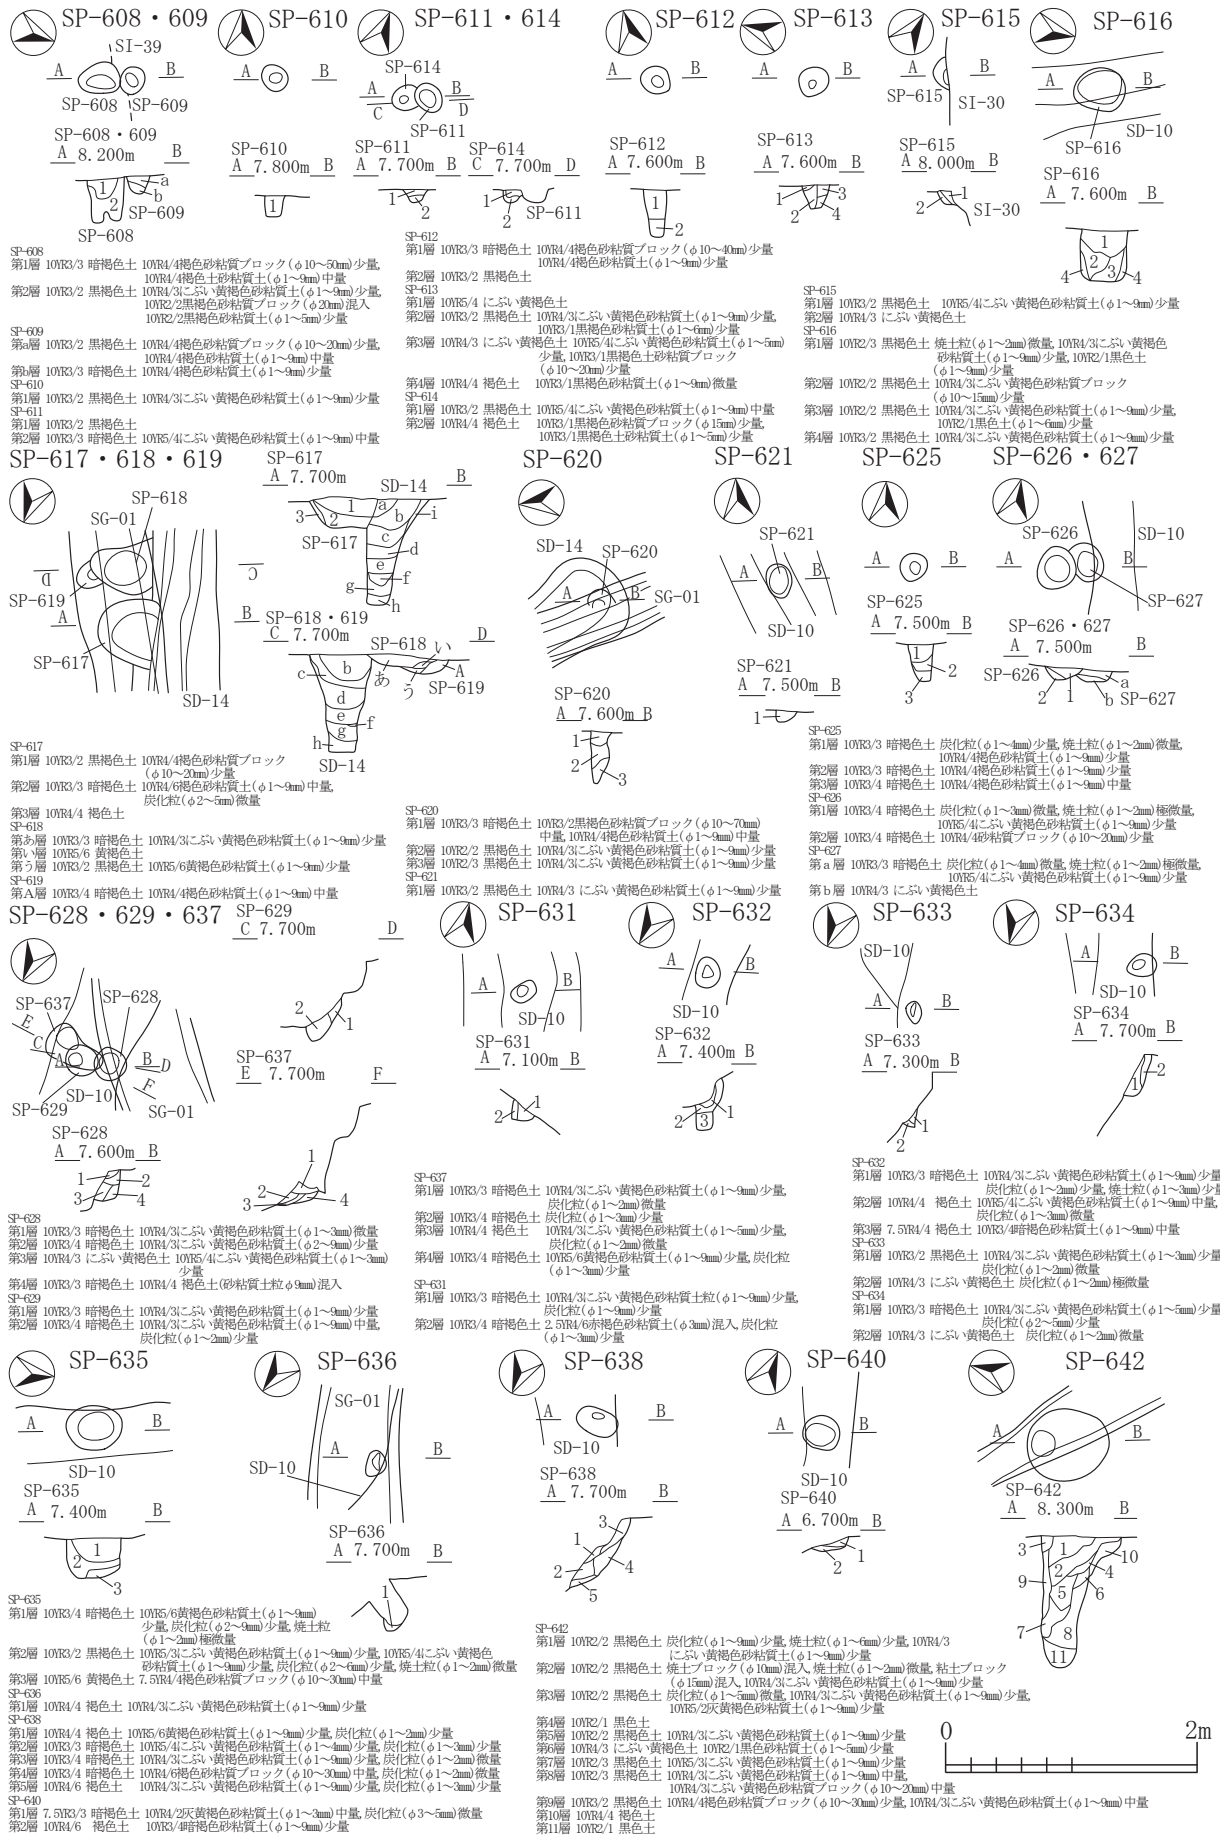 SP-608・609
SI-39
A B
SP-608 SP-609
SP-608・609
A 8.200m B
1
2
a
b
SP-609
SP-608
SP-610
A B
SP-610
A 7.800m B
1
SP-611・614
SP-614
A B
C D
SP-611
SP-611
A 7.700m B
1
2
SP-614
C 7.700m D
1
2
SP-611
SP-612
A B
SP-612
A 7.600m B
1
2
SP-613
A B
SP-613
A 7.600m B
1 3
2 4
SP-615
A B
SP-615
SI-30
SP-615
A 8.000m B
1
2
SI-30
SP-616
A B
SD-10
SP-616
SP-616
A 7.600m B
1
2
3
4 4
SP-608
第1層 10YR3/3 暗褐色土 10YR4/4褐色砂粘質ブロック(φ10～50㎜)少量,
10YR4/4褐色土砂粘質土(φ1～9㎜)中量
第2層 10YR3/2 黒褐色土 10YR4/3にぶい黄褐色砂粘質土(φ1～9㎜)少量,
10YR2/2黒褐色砂粘質ブロック(φ20㎜)混入
10YR2/2黒褐色砂粘質土(φ1～5㎜)少量
SP-609
第a層 10YR3/2 黒褐色土 10YR4/4褐色砂粘質ブロック(φ10～20㎜)少量,
10YR4/4褐色砂粘質土(φ1～9㎜)中量
第b層 10YR3/3 暗褐色土 10YR4/4褐色砂粘質土(φ1～9㎜)少量
SP-610
第1層 10YR3/2 黒褐色土 10YR4/3にぶい黄褐色砂粘質土(φ1～9㎜)少量
SP-611
第1層 10YR3/2 黒褐色土
第2層 10YR3/3 暗褐色土 10YR5/4にぶい黄褐色砂粘質土(φ1～9㎜)中量
SP-612
第1層 10YR3/3 暗褐色土 10YR4/4褐色砂粘質ブロック(φ10～40㎜)少量
10YR4/4褐色砂粘質土(φ1～9㎜)少量
第2層 10YR3/2 黒褐色土
SP-613
第1層 10YR5/4 にぶい黄褐色土
第2層 10YR3/2 黒褐色土 10YR4/3にぶい黄褐色砂粘質土(φ1～9㎜)少量,
10YR3/1黒褐色砂粘質土(φ1～6㎜)少量
第3層 10YR4/3 にぶい黄褐色土 10YR5/4にぶい黄褐色砂粘質土(φ1～5㎜)
少量, 10YR3/1黒褐色土砂粘質ブロック
(φ10～20㎜)少量
第4層 10YR4/4 褐色土 10YR3/1黒褐色砂粘質土(φ1～9㎜)微量
SP-614
第1層 10YR3/2 黒褐色土 10YR5/4にぶい黄褐色砂粘質土(φ1～9㎜)中量
第2層 10YR4/4 褐色土 10YR3/1黒褐色砂粘質ブロック(φ15㎜)少量,
10YR3/1黒褐色土砂粘質土(φ1～5㎜)少量
SP-615
第1層 10YR3/2 黒褐色土 10YR5/4にぶい黄褐色砂粘質土(φ1～9㎜)少量
第2層 10YR4/3 にぶい黄褐色土
SP-616
第1層 10YR2/3 黒褐色土 焼土粒(φ1～2㎜)微量, 10YR4/3にぶい黄褐色
砂粘質土(φ1～9㎜)少量, 10YR2/1黒色土
(φ1～9㎜)少量
第2層 10YR2/2 黒褐色土 10YR4/3にぶい黄褐色砂粘質ブロック
(φ10～15㎜)少量
第3層 10YR2/2 黒褐色土 10YR4/3にぶい黄褐色砂粘質土(φ1～9㎜)少量,
10YR2/1黒色土(φ1～6㎜)少量
第4層 10YR3/2 黒褐色土 10YR4/3にぶい黄褐色砂粘質土(φ1～9㎜)少量
SP-617・618・619
SP-618
SG-01
D C
SP-619
A B
SP-617
SD-14
SP-617
A 7.700m B
SD-14
1 a
3 2 b i
SP-617 c
d
e
f
g
h
SP-618・619
C 7.700m D
SP-618 い
c b A
あ
う SP-619
d
e
f
g
h
SD-14
SP-620
SD-14 SP-620
A B SG-01
SP-620
A 7.600m B
1
2
3
SP-621
SP-621
A B
SD-10
SP-621
A 7.500m B
1
SP-625
A B
SP-625
A 7.500m B
1
2
3
SP-626・627
SP-626 SD-10
A B
SP-627
SP-626・627
A 7.500m B
SP-626 a
2 1 b SP-627
SP-617
第1層 10YR3/2 黒褐色土 10YR4/4褐色砂粘質ブロック
(φ10～20㎜)少量
第2層 10YR3/3 暗褐色土 10YR4/6褐色砂粘質土(φ1～9㎜)中量,
炭化粒(φ2～5㎜)微量
第3層 10YR4/4 褐色土
SP-618
第あ層 10YR3/3 暗褐色土 10YR4/3にぶい黄褐色砂粘質土(φ1～9㎜)少量
第い層 10YR5/6 黄褐色土
第う層 10YR3/2 黒褐色土 10YR5/6黄褐色砂粘質土(φ1～9㎜)少量
SP-619
第A層 10YR3/4 暗褐色土 10YR4/4褐色砂粘質土(φ1～9㎜)中量
SP-620
第1層 10YR3/3 暗褐色土 10YR3/2黒褐色砂粘質ブロック(φ10～70㎜)
中量, 10YR4/4褐色砂粘質土(φ1～9㎜)中量
第2層 10YR2/2 黒褐色土 10YR4/3にぶい黄褐色砂粘質土(φ1～9㎜)少量
第3層 10YR2/3 黒褐色土 10YR4/3にぶい黄褐色砂粘質土(φ1～9㎜)少量
SP-621
第1層 10YR3/2 黒褐色土 10YR4/3 にぶい黄褐色砂粘質土(φ1～9㎜)少量
SP-625
第1層 10YR3/3 暗褐色土 炭化粒(φ1～4㎜)少量, 焼土粒(φ1～2㎜)微量,
10YR4/4褐色砂粘質土(φ1～9㎜)少量
第2層 10YR3/3 暗褐色土 10YR4/4褐色砂粘質土(φ1～9㎜)少量
第3層 10YR3/4 暗褐色土 10YR4/4褐色砂粘質土(φ1～9㎜)中量
SP-626
第1層 10YR3/4 暗褐色土 炭化粒(φ1～3㎜)微量, 焼土粒(φ1～2㎜)極微量,
10YR5/4にぶい黄褐色砂粘質土(φ1～9㎜)少量
第2層 10YR3/4 暗褐色土 10YR4/4砂粘質ブロック(φ10～20㎜)少量
SP-627
第a層 10YR3/3 暗褐色土 炭化粒(φ1～4㎜)微量, 焼土粒(φ1～2㎜)極微量,
10YR5/4にぶい黄褐色砂粘質土(φ1～9㎜)少量
第b層 10YR4/3 にぶい黄褐色土
SP-628・629・637
SP-637 SP-628
E
C
A B D
F
SP-629 SD-10 SG-01
SP-628
A 7.600m B
1 2
3 4
SP-629
C 7.700m D
2
1
SP-637
E 7.700m F
1
2
3 4
SP-631
A B
SD-10
SP-631
A 7.100m B
2 1
SP-632
A B
SD-10
SP-632
A 7.400m B
2 1
3
SP-633
SD-10
A B
SP-633
A 7.300m B
1
2
SP-634
A B
SD-10
SP-634
A 7.700m B
1 2
SP-628
第1層 10YR3/3 暗褐色土 10YR4/3にぶい黄褐色砂粘質土(φ1～3㎜)微量
第2層 10YR3/4 暗褐色土 10YR4/3にぶい黄褐色砂粘質土(φ2～9㎜)少量
第3層 10YR4/3 にぶい黄褐色土 10YR5/4にぶい黄褐色砂粘質土(φ1～3㎜)
少量
第4層 10YR3/3 暗褐色土 10YR4/4 褐色土(砂粘質土粒φ9㎜)混入
SP-629
第1層 10YR3/3 暗褐色土 10YR4/3にぶい黄褐色砂粘質土(φ1～9㎜)少量
第2層 10YR3/4 暗褐色土 10YR4/3にぶい黄褐色砂粘質土(φ1～9㎜)中量,
炭化粒(φ1～2㎜)少量
SP-637
第1層 10YR3/3 暗褐色土 10YR4/3にぶい黄褐色砂粘質土(φ1～9㎜)少量,
炭化粒(φ1～2㎜)微量
第2層 10YR3/4 暗褐色土 炭化粒(φ1～3㎜)少量
第3層 10YR4/4 褐色土 10YR4/3にぶい黄褐色砂粘質土(φ1～5㎜)少量,
炭化粒(φ1～2㎜)微量
第4層 10YR3/4 暗褐色土 10YR5/6黄褐色砂粘質土(φ1～9㎜)少量, 炭化粒
(φ1～3㎜)少量
SP-631
第1層 10YR3/3 暗褐色土 10YR4/3にぶい黄褐色砂粘質土粒(φ1～9㎜)少量,
炭化粒(φ1～9㎜)少量
第2層 10YR3/4 暗褐色土 2.5YR4/6赤褐色砂粘質土(φ3㎜)混入, 炭化粒
(φ1～3㎜)少量
SP-632
第1層 10YR3/3 暗褐色土 10YR4/3にぶい黄褐色砂粘質土(φ1～9㎜)少量,
炭化粒(φ1～2㎜)少量, 焼土粒(φ1～3㎜)少量
第2層 10YR4/4 褐色土 10YR5/4にぶい黄褐色砂粘質土(φ1～9㎜)中量,
炭化粒(φ1～3㎜)微量
第3層 7.5YR4/4 褐色土 10YR3/4暗褐色砂粘質土(φ1～9㎜)中量
SP-633
第1層 10YR3/2 黒褐色土 10YR4/3にぶい黄褐色砂粘質土(φ1～3㎜)少量
炭化粒(φ1～2㎜)微量
第2層 10YR4/3 にぶい黄褐色土 炭化粒(φ1～2㎜)極微量
SP-634
第1層 10YR3/3 暗褐色土 10YR4/3にぶい黄褐色砂粘質土(φ1～5㎜)少量
炭化粒(φ2～5㎜)少量
第2層 10YR4/3 にぶい黄褐色土 炭化粒(φ1～2㎜)微量
SP-635
A B
SD-10
SP-635
A 7.400m B
1
2
3
SP-636
SG-01
A B
SD-10
SP-636
A 7.700m B
1
SP-638
A B
SD-10
SP-638
A 7.700m B
3
1
2 4
5
SP-640
A B
SD-10
SP-640
A 6.700m B
1
2
SP-642
A B
SP-642
A 8.300m B
3 1 10
2 4
9 5 6
7 8
11
SP-635
第1層 10YR3/4 暗褐色土 10YR5/6黄褐色砂粘質土(φ1～9㎜)
少量, 炭化粒(φ2～9㎜)少量, 焼土粒
(φ1～2㎜)極微量
第2層 10YR3/2 黒褐色土 10YR5/3にぶい黄褐色砂粘質土(φ1～9㎜)少量, 10YR5/4にぶい黄褐色
砂粘質土(φ1～9㎜)少量, 炭化粒(φ2～6㎜)少量, 焼土粒(φ1～2㎜)微量
第3層 10YR5/6 黄褐色土 7.5YR4/4褐色砂粘質ブロック(φ10～30㎜)中量
SP-636
第1層 10YR4/4 褐色土 10YR4/3にぶい黄褐色砂粘質土(φ1～9㎜)少量
SP-638
第1層 10YR4/4 褐色土 10YR5/6黄褐色砂粘質土(φ1～9㎜)少量, 炭化粒(φ1～2㎜)少量
第2層 10YR3/3 暗褐色土 10YR5/4にぶい黄褐色砂粘質土(φ1～4㎜)少量, 炭化粒(φ1～3㎜)少量
第3層 10YR3/4 暗褐色土 10YR4/3にぶい黄褐色砂粘質土(φ1～9㎜)少量, 炭化粒(φ1～2㎜)微量
第4層 10YR3/4 暗褐色土 10YR4/6褐色砂粘質ブロック(φ10～30㎜)中量, 炭化粒(φ1～2㎜)微量
第5層 10YR4/6 褐色土 10YR4/3にぶい黄褐色砂粘質土(φ1～9㎜)少量, 炭化粒(φ1～3㎜)少量
SP-640
第1層 7.5YR3/3 暗褐色土 10YR4/2灰黄褐色砂粘質土(φ1～3㎜)中量, 炭化粒(φ3～5㎜)微量
第2層 10YR4/6 褐色土 10YR3/4暗褐色砂粘質土(φ1～9㎜)少量
SP-642
第1層 10YR2/2 黒褐色土 炭化粒(φ1～9㎜)少量, 焼土粒(φ1～6㎜)少量, 10YR4/3
にぶい黄褐色砂粘質土(φ1～9㎜)少量
第2層 10YR2/2 黒褐色土 焼土ブロック(φ10㎜)混入, 焼土粒(φ1～2㎜)微量, 粘土ブロック
(φ15㎜)混入, 10YR4/3にぶい黄褐色砂粘質土(φ1～9㎜)少量
第3層 10YR2/2 黒褐色土 炭化粒(φ1～5㎜)微量, 10YR4/3にぶい黄褐色砂粘質土(φ1～9㎜)少量,
10YR5/2灰黄褐色砂粘質土(φ1～9㎜)少量
第4層 10YR2/1 黒色土
第5層 10YR2/2 黒褐色土 10YR4/3にぶい黄褐色砂粘質土(φ1～9㎜)少量
第6層 10YR4/3 にぶい黄褐色土 10YR2/1黒色砂粘質土(φ1～5㎜)少量
第7層 10YR2/3 黒褐色土 10YR5/3にぶい黄褐色砂粘質土(φ1～9㎜)少量
第8層 10YR2/3 黒褐色土 10YR4/3にぶい黄褐色砂粘質土(φ1～9㎜)中量,
10YR4/3にぶい黄褐色砂粘質ブロック(φ10～20㎜)中量
第9層 10YR3/2 黒褐色土 10YR4/4褐色砂粘質ブロック(φ10～30㎜)少量, 10YR4/3にぶい黄褐色砂粘質土(φ1～9㎜)中量
第10層 10YR4/4 褐色土
第11層 10YR2/1 黒色土
0 2m